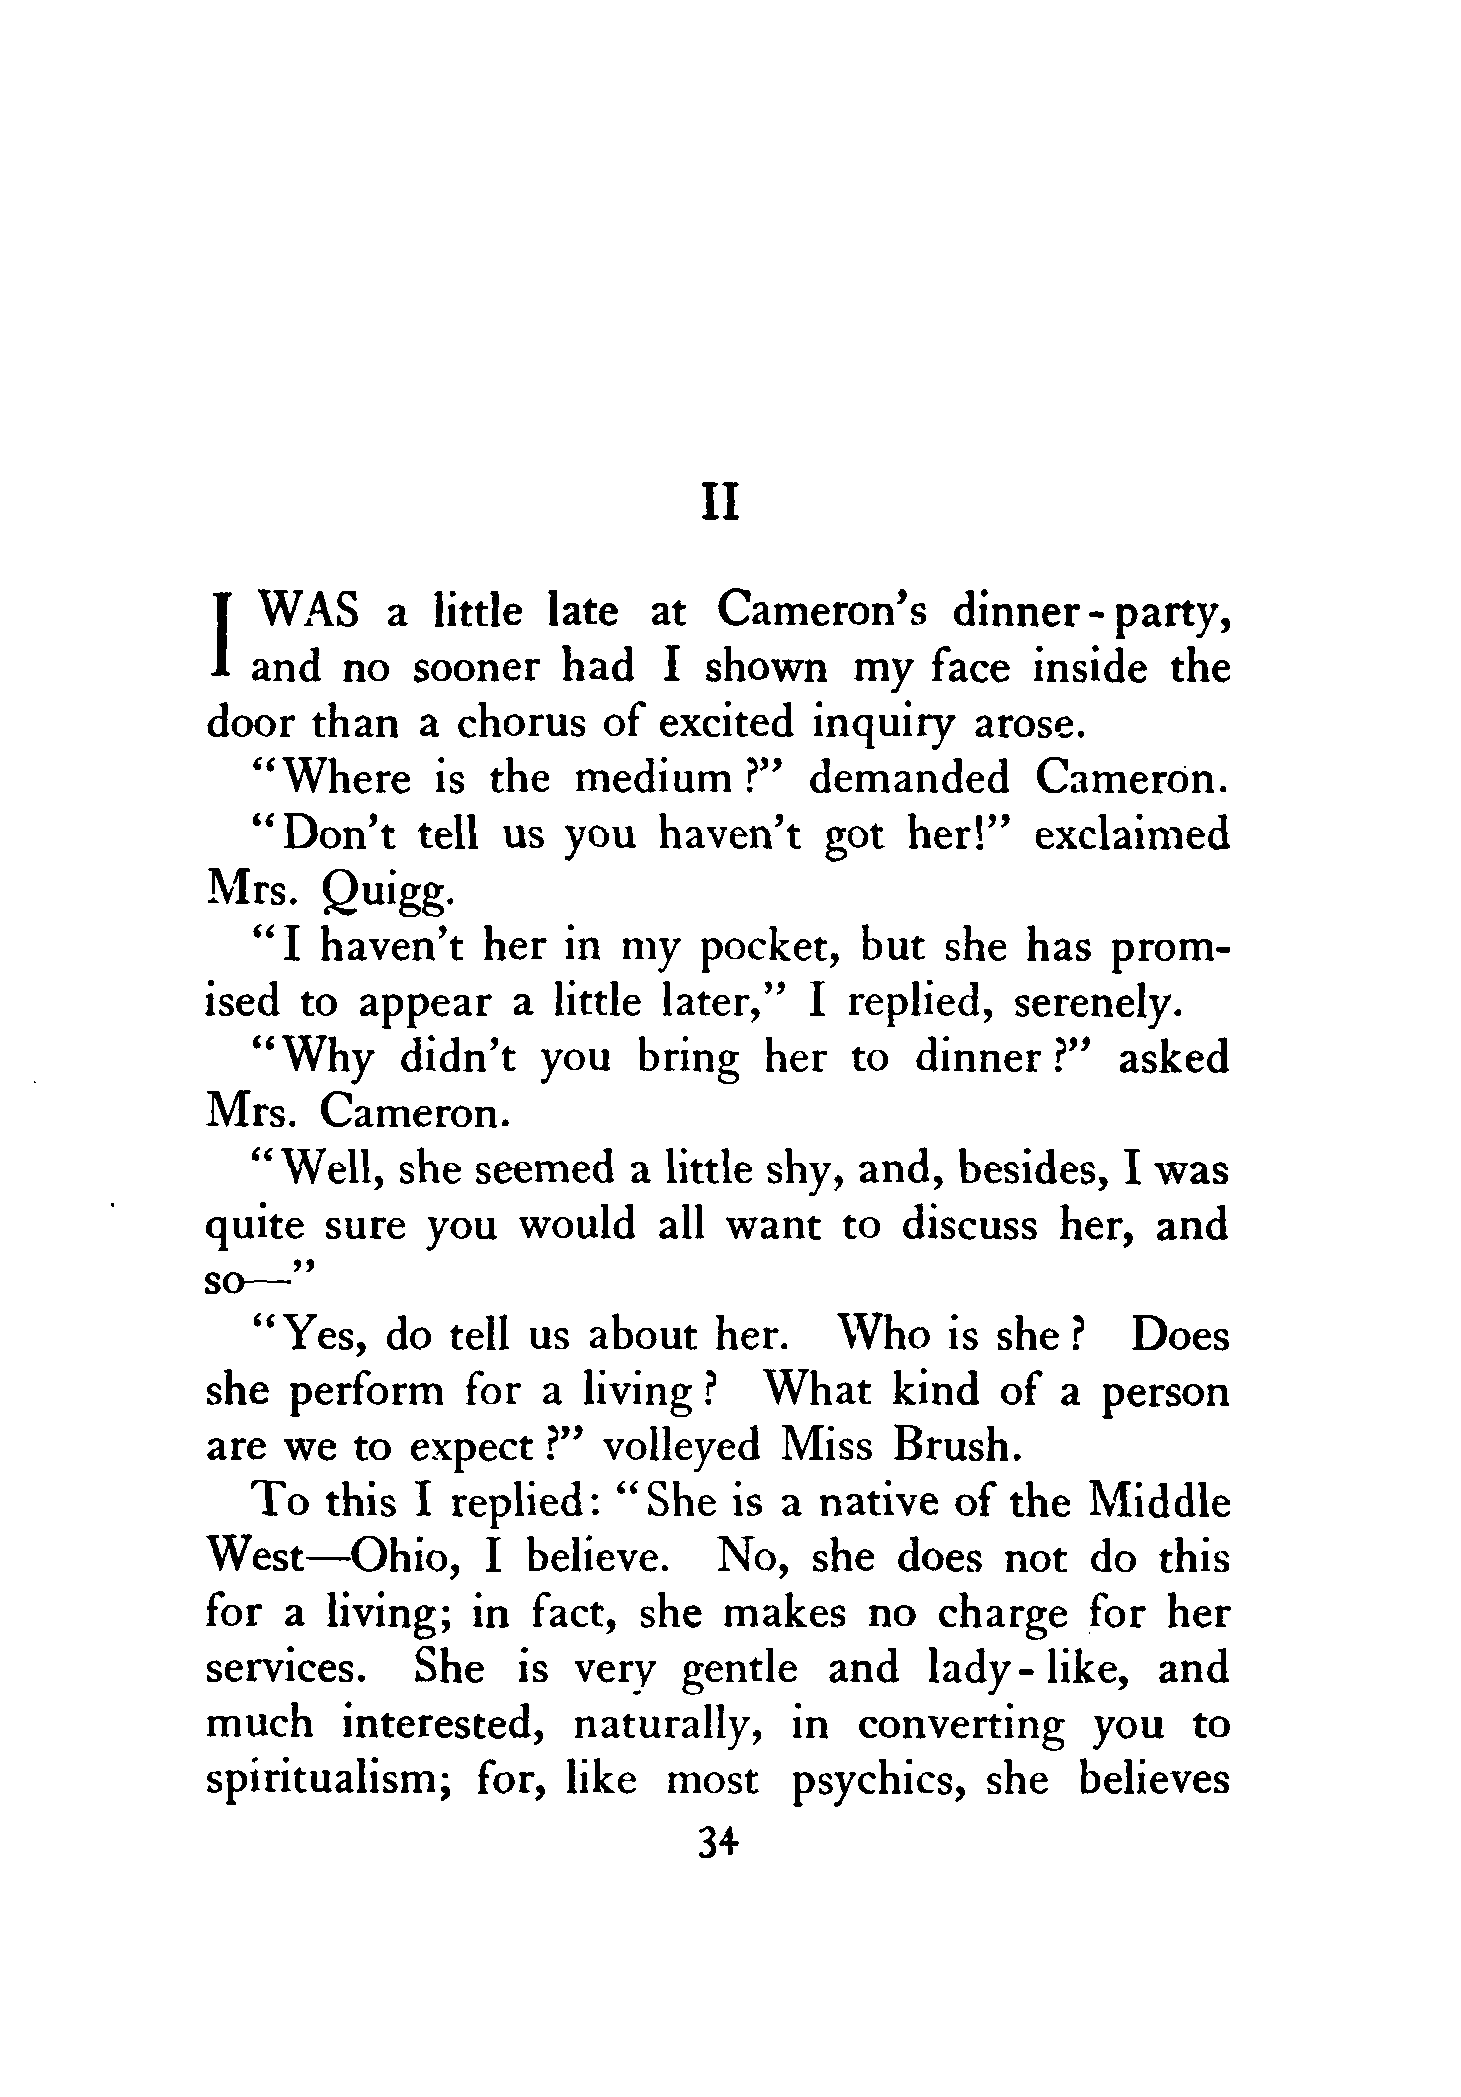 II
I WAS a little late at Cameron's dinner-party,
and no sooner had I shown my face inside the
door than a chorus of excited inquiry arose.
"Where is the medium?" demanded Cameron.
"Don't tell us you haven't got her!" exclaimed
Mrs. Quigg.
"I haven't her in my pocket, but she has prom-
ised to appear a little later," I replied, serenely.
"Why didn't you bring her to dinner?" asked
Mrs. Cameron.
"Well, she seemed a little shy, and, besides, I was
quite sure you would all want to discuss her, and
so—"
"Yes, do tell us about her. Who is she? Does
she perform for a living? What kind of a person
are we to expect?" volleyed Miss Brush.
To this I replied: "She is a native of the Middle
West—Ohio, I believe. No, she does not do this
for a living; in fact, she makes no charge for her
services. She is very gentle and lady-like, and
much interested, naturally, in converting you to
spiritualism; for, like most psychics, she believes
34